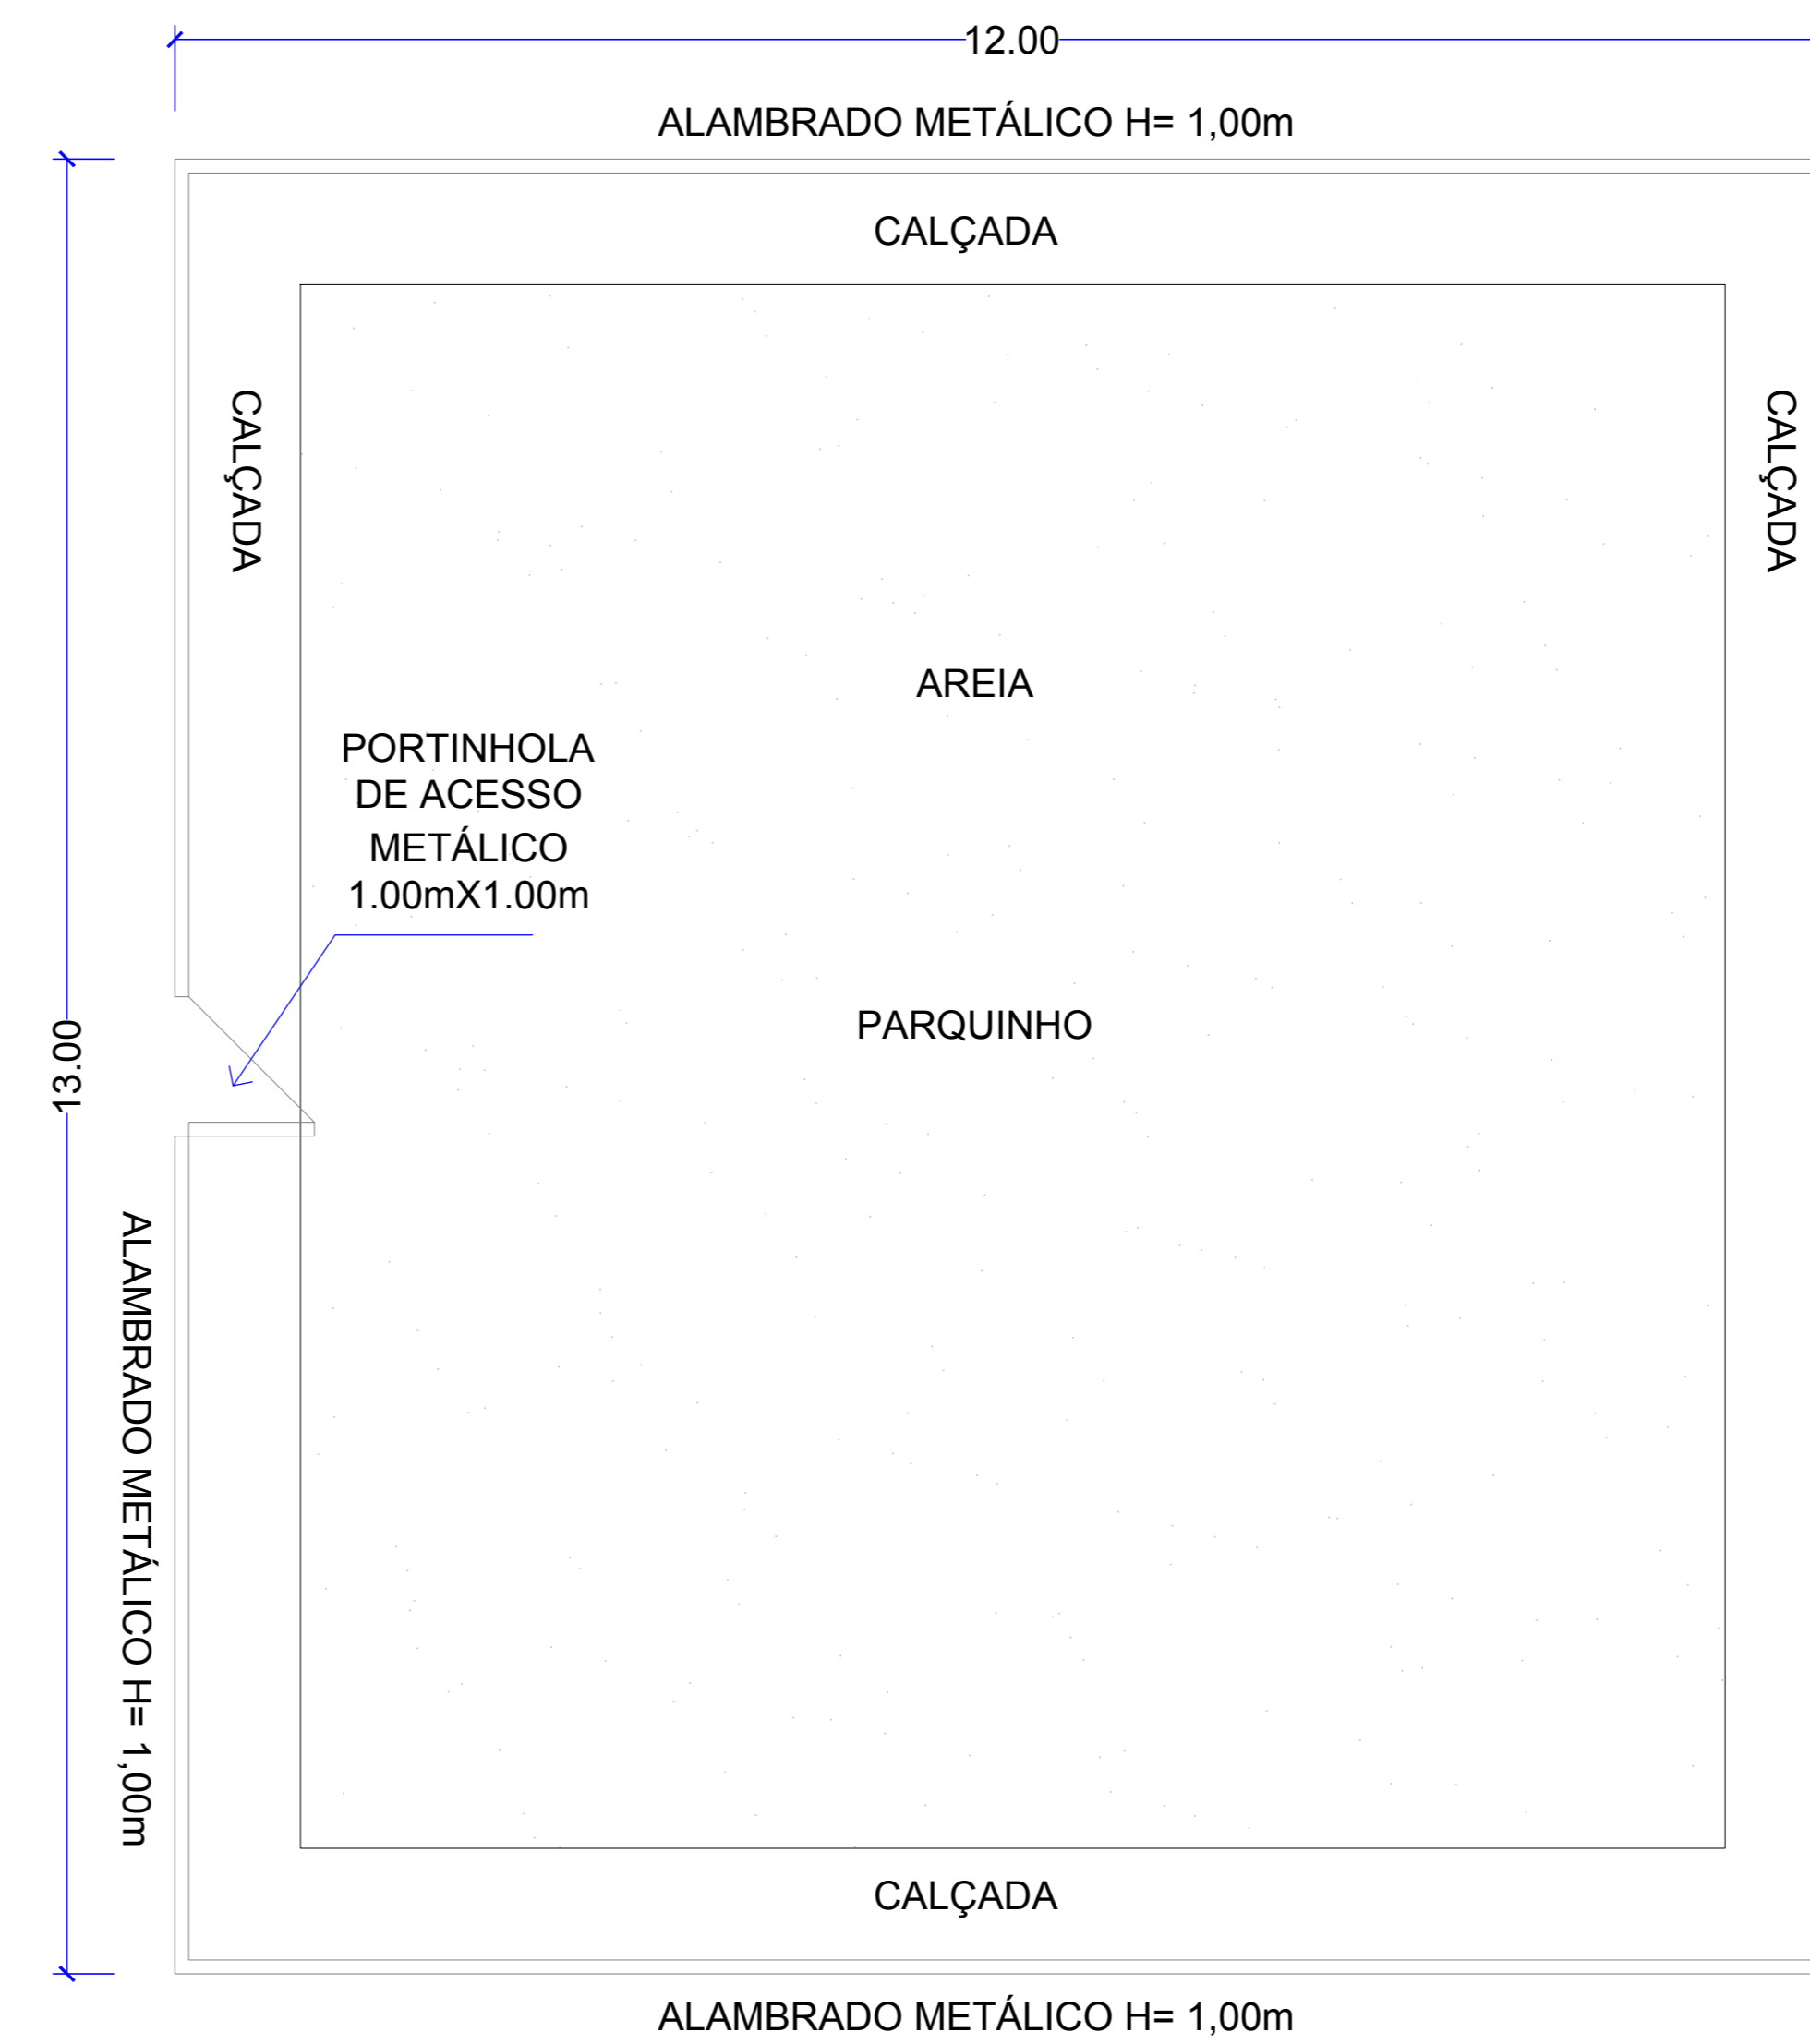 12.00
ALAMBRADO METÁLICO H= 1,00m
CALÇADA
CALÇADA
CALÇADA
AREIA
PORTINHOLA
DE ACESSO
METÁLICO
1.00mX1.00m
PARQUINHO
13.00
ALAMBRADO METÁLICO H= 1,00m
CALÇADA
ALAMBRADO METÁLICO H= 1,00m